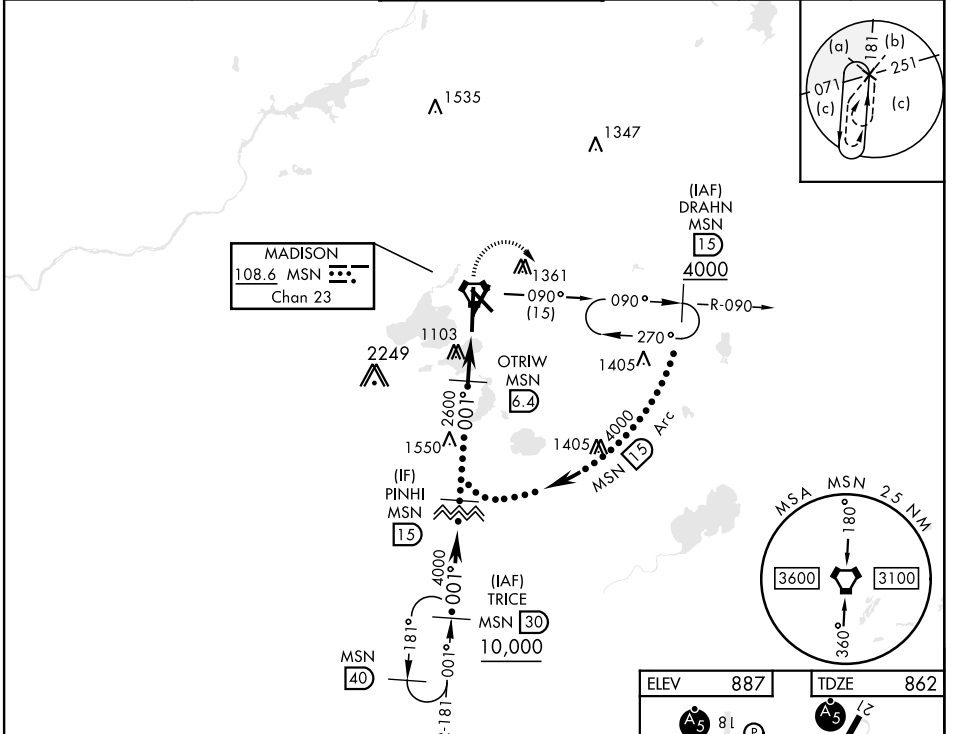 1535
1347
(a)
181
(b)
071
251
(c)
(c)
(IAF)
DRAHN
MSN
15
4000
MADISON
108.6 MSN
Chan 23
1361
090°
(15)
090°
R-090
270°
1103
2249
1405
OTRIW
MSN
6.4
2600
001°
1550
1405
4000
MSN 15 Arc
(IF)
PINHI
MSN
15
4000
001°
(IAF)
TRICE
MSN 30
10,000
181°
001°
MSN
40
-181
MSA MSN 25 NM
180°
3600
3100
360°
ELEV 887
TDZE 862
A5
18
P
A5
21